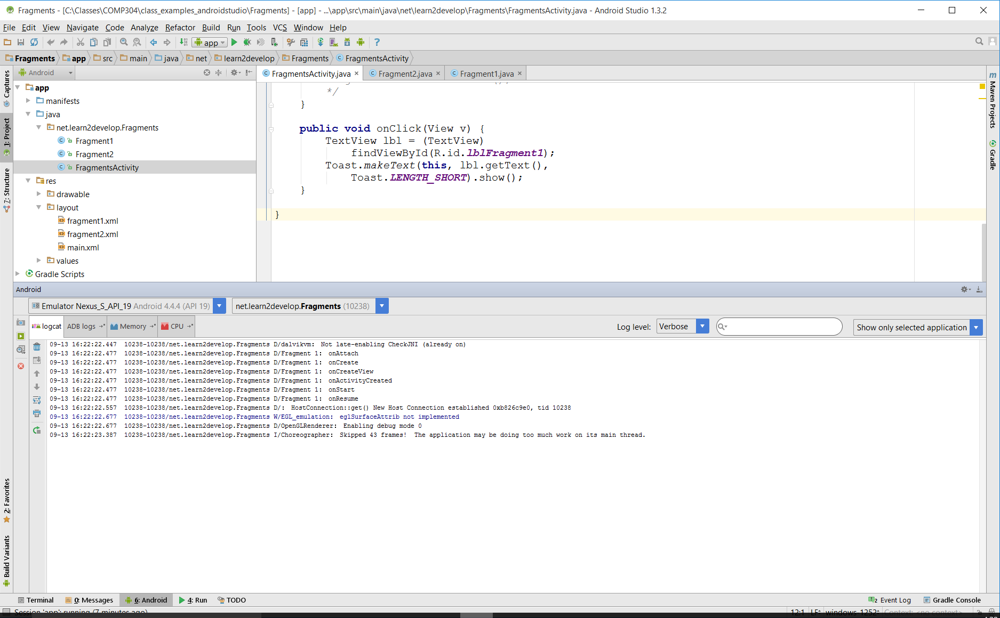 Fragments - [C:\Classes\COMP304\class_examples_androidstudio\Fragments] - [app] - ...\app\src\main\java\net\learn2develop\Fragments\FragmentsActivity.java - Android Studio 1.3.2
File Edit View Navigate Code Analyze Refactor Build Run Tools VCS Window Help
app
Fragments app src main java net learn2develop Fragments FragmentsActivity
Captures
1: Project
7: Structure
2: Favorites
Build Variants
Android
app
manifests
java
net.learn2develop.Fragments
Fragment1
Fragment2
FragmentsActivity
res
drawable
layout
fragment1.xml
fragment2.xml
main.xml
values
Gradle Scripts
FragmentsActivity.java Fragment2.java Fragment1.java
*/
}
public void onClick(View v) {
TextView lbl = (TextView)
findViewById(R.id.lblFragment1);
Toast.makeText(this, lbl.getText(),
Toast.LENGTH_SHORT).show();
}
}
Maven Projects
Gradle
Android
Emulator Nexus_S_API_19 Android 4.4.4 (API 19) net.learn2develop.Fragments (10238)
logcat ADB logs Memory CPU Log level: Verbose Show only selected application
09-13 16:22:22.447 10238-10238/net.learn2develop.Fragments D/dalvikvm: Not late-enabling CheckJNI (already on)
09-13 16:22:22.477 10238-10238/net.learn2develop.Fragments D/Fragment 1: onAttach
09-13 16:22:22.477 10238-10238/net.learn2develop.Fragments D/Fragment 1: onCreate
09-13 16:22:22.477 10238-10238/net.learn2develop.Fragments D/Fragment 1: onCreateView
09-13 16:22:22.477 10238-10238/net.learn2develop.Fragments D/Fragment 1: onActivityCreated
09-13 16:22:22.477 10238-10238/net.learn2develop.Fragments D/Fragment 1: onStart
09-13 16:22:22.477 10238-10238/net.learn2develop.Fragments D/Fragment 1: onResume
09-13 16:22:22.557 10238-10238/net.learn2develop.Fragments D/: HostConnection::get() New Host Connection established 0xb826c9e0, tid 10238
09-13 16:22:22.677 10238-10238/net.learn2develop.Fragments W/EGL_emulation: eglSurfaceAttrib not implemented
09-13 16:22:22.677 10238-10238/net.learn2develop.Fragments D/OpenGLRenderer: Enabling debug mode 0
09-13 16:22:23.387 10238-10238/net.learn2develop.Fragments I/Choreographer: Skipped 43 frames! The application may be doing too much work on its main thread.
Terminal 0: Messages 6: Android 4: Run TODO 2 Event Log Gradle Console
Session 'app': running (7 minutes ago) 12:1 LF windows-1252 Context: <no context>